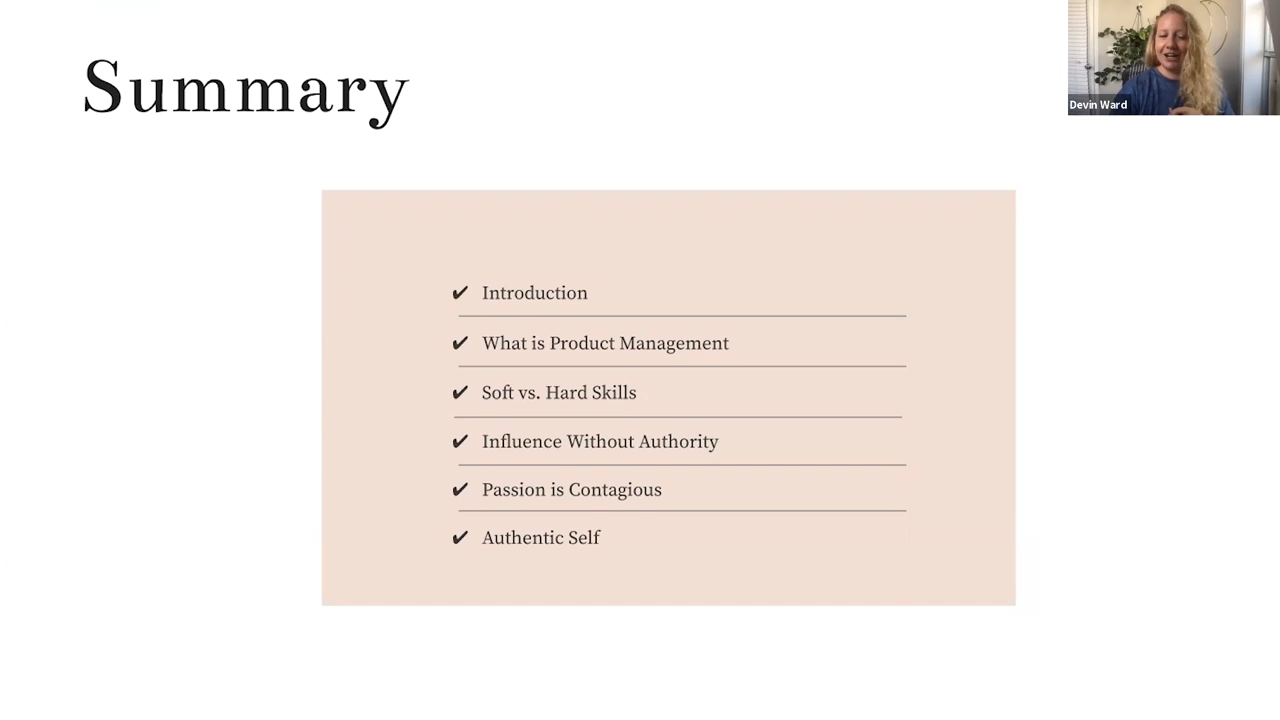 Summary
Devin Ward
✔ Introduction
✔ What is Product Management
✔ Soft vs. Hard Skills
✔ Influence Without Authority
✔ Passion is Contagious
✔ Authentic Self